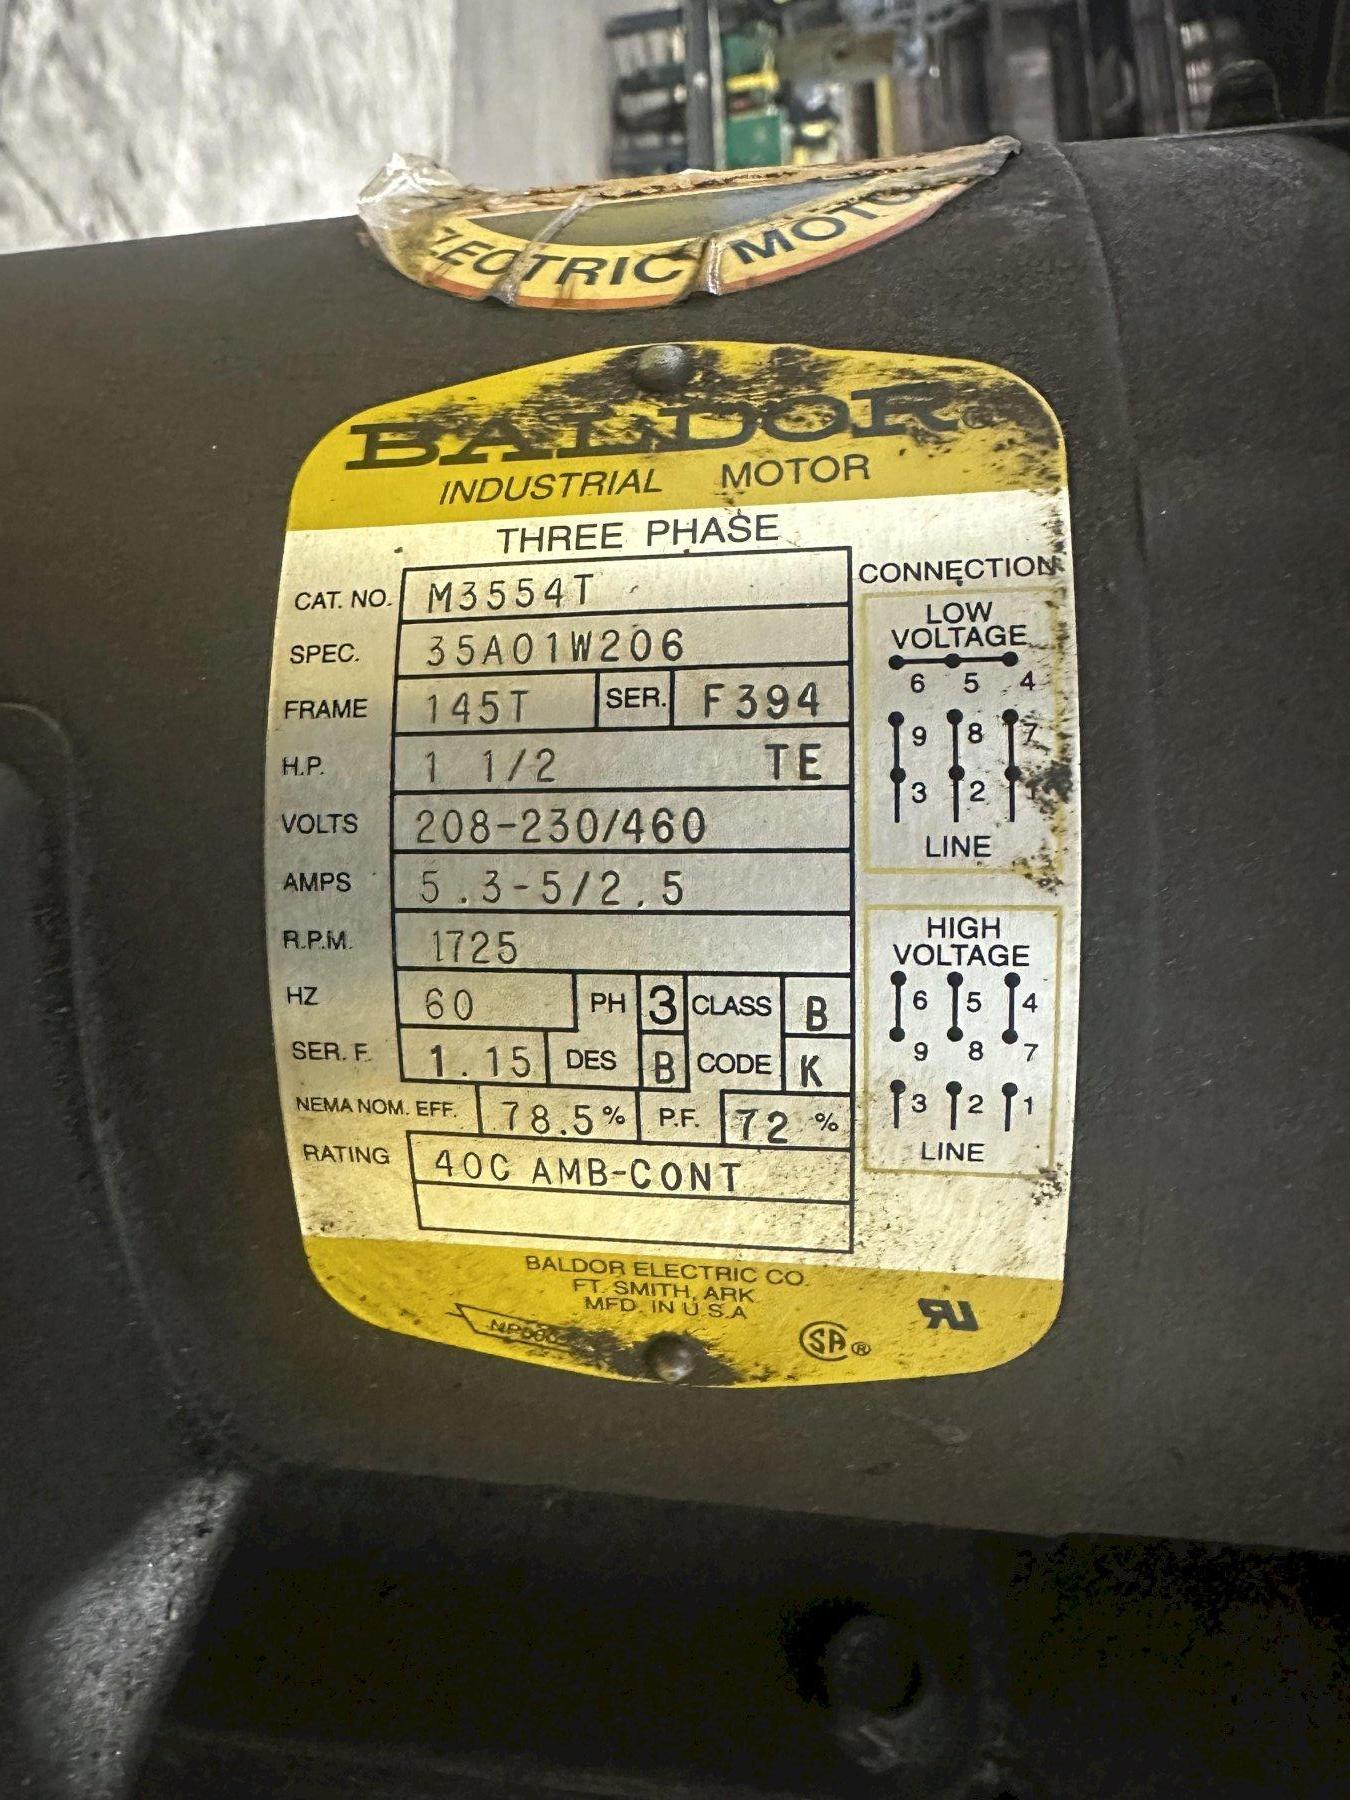 ELECTRIC MOTO
BALDOR®
INDUSTRIAL MOTOR
THREE PHASE
CAT. NO. M3554T
SPEC. 35A01W206
FRAME 145T SER. F394
H.P. 1 1/2 TE
VOLTS 208-230/460
AMPS 5.3-5/2.5
R.P.M. 1725
HZ 60 PH 3 CLASS B
SER. F. 1.15 DES B CODE K
NEMA NOM. EFF. 78.5% P.F. 72%
RATING 40C AMB-CONT
CONNECTION
LOW
VOLTAGE
6 5 4
9 8 7
3 2 1
LINE
HIGH
VOLTAGE
6 5 4
9 8 7
3 2 1
LINE
BALDOR ELECTRIC CO.
FT. SMITH, ARK
MFD. IN U.S.A
SA®
RU